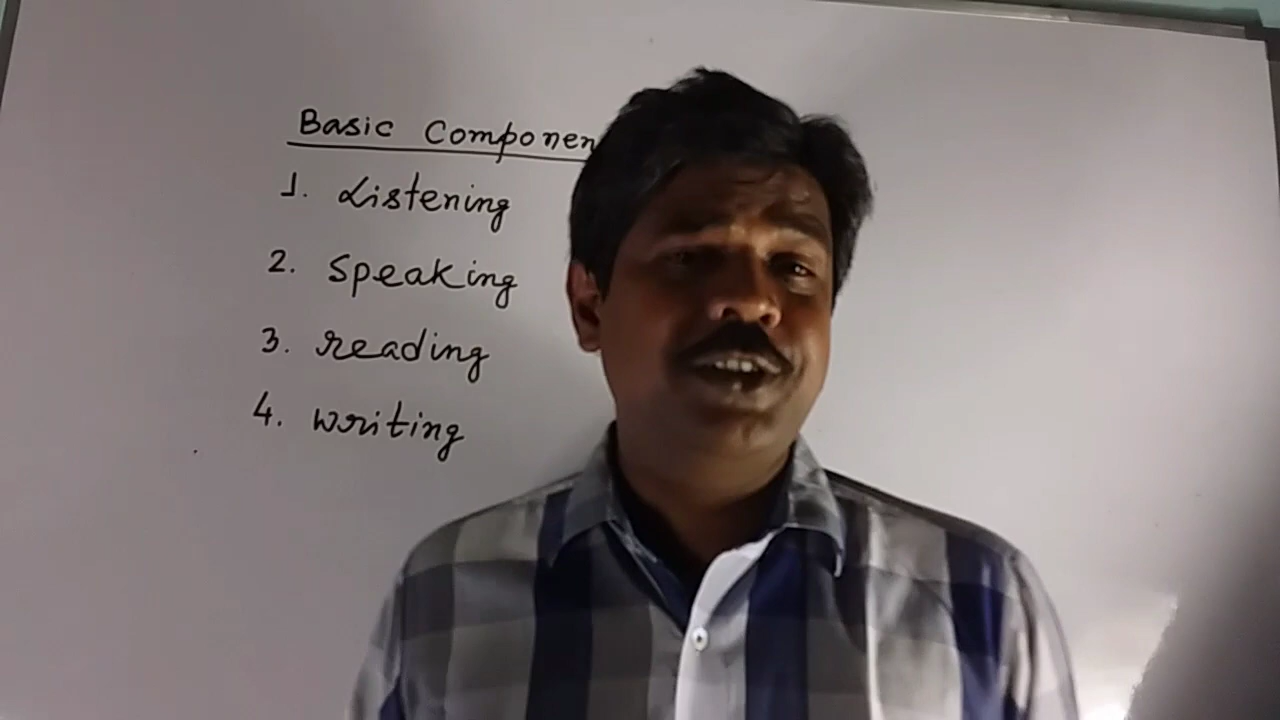 Basic Componen
1. Listening
2. Speaking
3. reading
4. writing